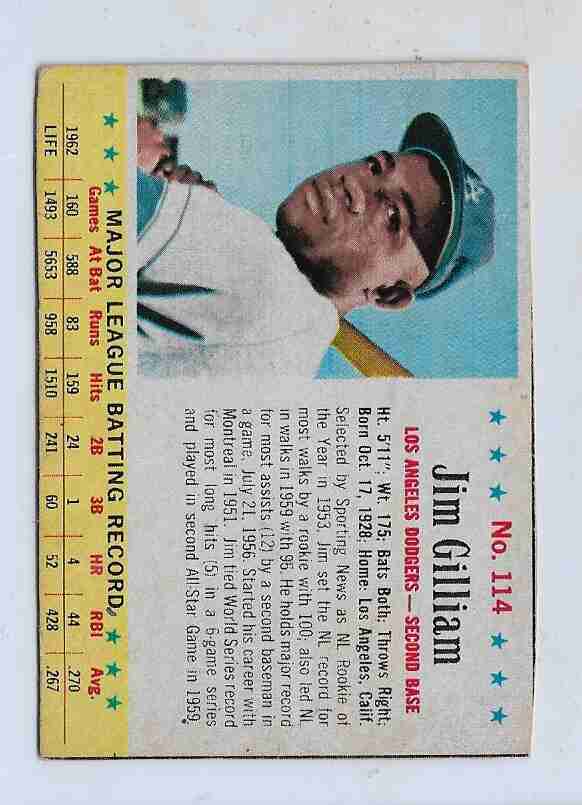 ★ ★ ★ No. 114 ★ ★ ★
Jim Gilliam
LOS ANGELES DODGERS—SECOND BASE
Ht. 5'11"; Wt. 175; Bats Both; Throws Right;
Born Oct. 17, 1928; Home: Los Angeles, Calif.
Selected by Sporting News as NL Rookie of
the Year in 1953, Jim set the NL record for
most walks by a rookie with 100; also led NL
in walks in 1959 with 96. He holds major record
for most assists (12) by a second baseman in
a game, July 21, 1956. Started his career with
Montreal in 1951. Jim tied World Series record
for most long hits (5) in a 6-game series
and played in second All-Star Game in 1959.
★ ★ ★ MAJOR LEAGUE BATTING RECORD ★ ★ ★
Games At Bat Runs Hits 2B 3B HR RBI Avg.
1962 160 588 83 159 24 1 4 44 .270
LIFE 1493 5653 958 1510 241 60 52 428 .267